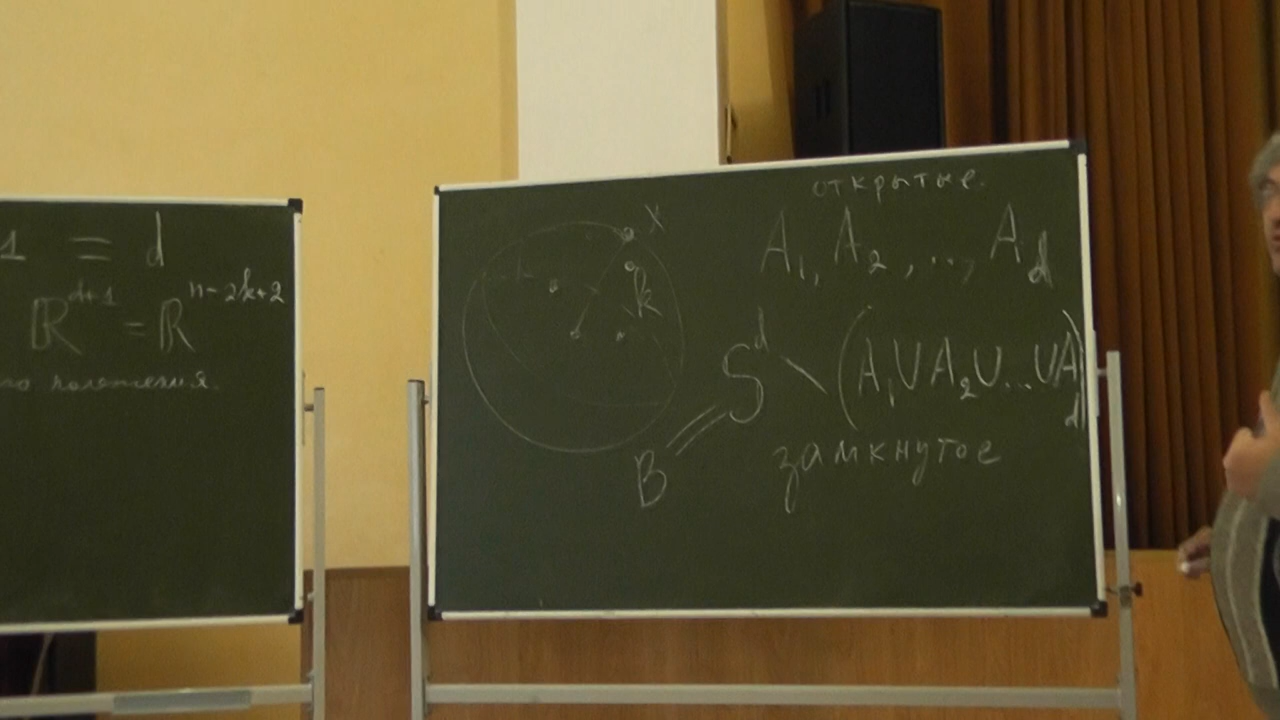 1 = d
ℝ^{d+1} = ℝ^{n-2k+2}
положения.
x
k
открытые.
A₁, A₂, ..., A_d
S^d \ (A₁ ∪ A₂ ∪ ... ∪ A_d)
B =
замкнутое